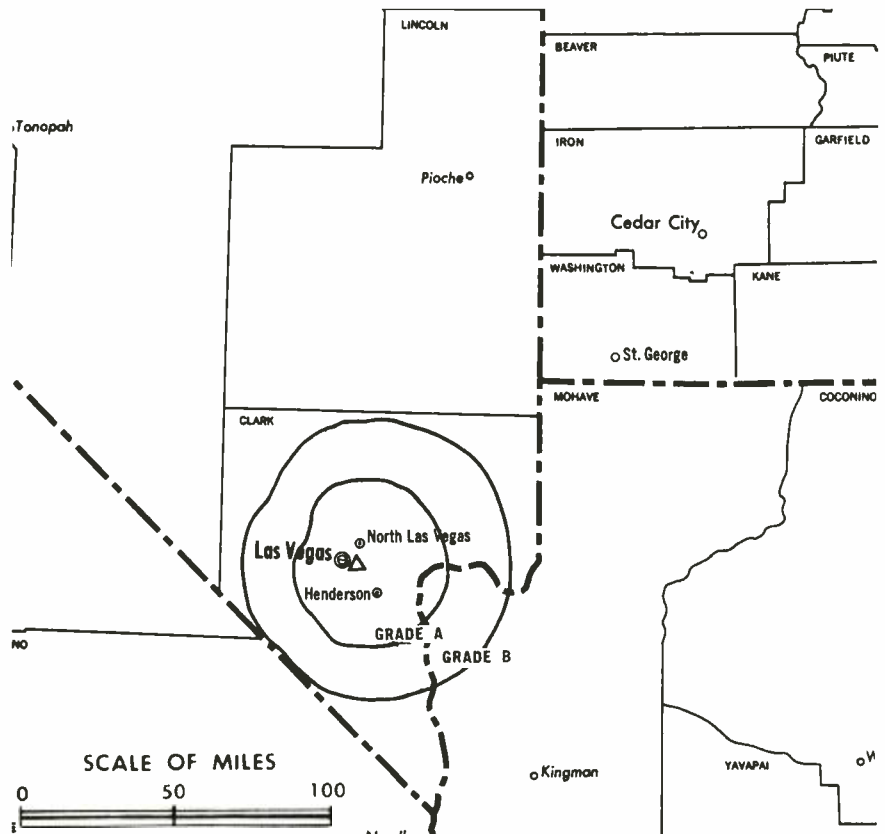 LINCOLN
BEAVER
PIUTE
Tonopah
IRON
GARFIELD
Pioche
Cedar City
WASHINGTON
KANE
St. George
MOHAVE
COCONINO
CLARK
North Las Vegas
Las Vegas
Henderson
GRADE A
GRADE B
NO
SCALE OF MILES
0 50 100
Kingman
YAVAPAI